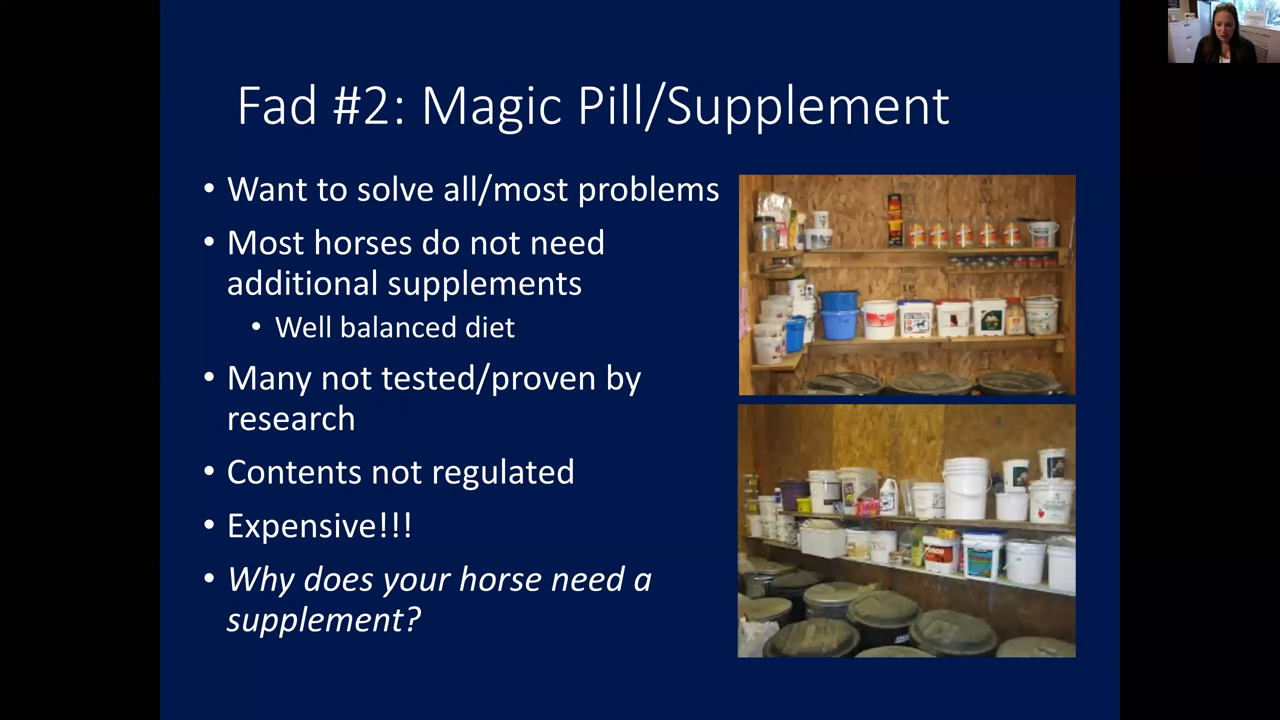 Fad #2: Magic Pill/Supplement
• Want to solve all/most problems
• Most horses do not need
additional supplements
• Well balanced diet
• Many not tested/proven by
research
• Contents not regulated
• Expensive!!!
• Why does your horse need a
supplement?